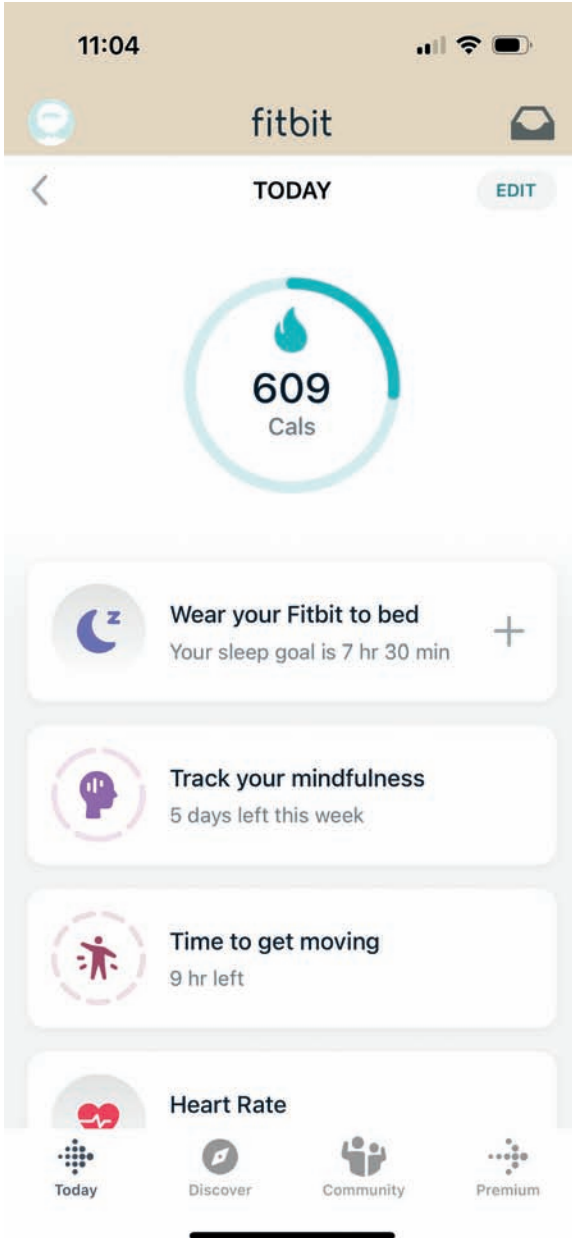 11:04
fitbit
TODAY
EDIT
609
Cals
z
Wear your Fitbit to bed
Your sleep goal is 7 hr 30 min
Track your mindfulness
5 days left this week
Time to get moving
9 hr left
Heart Rate
Today
Discover
Community
Premium